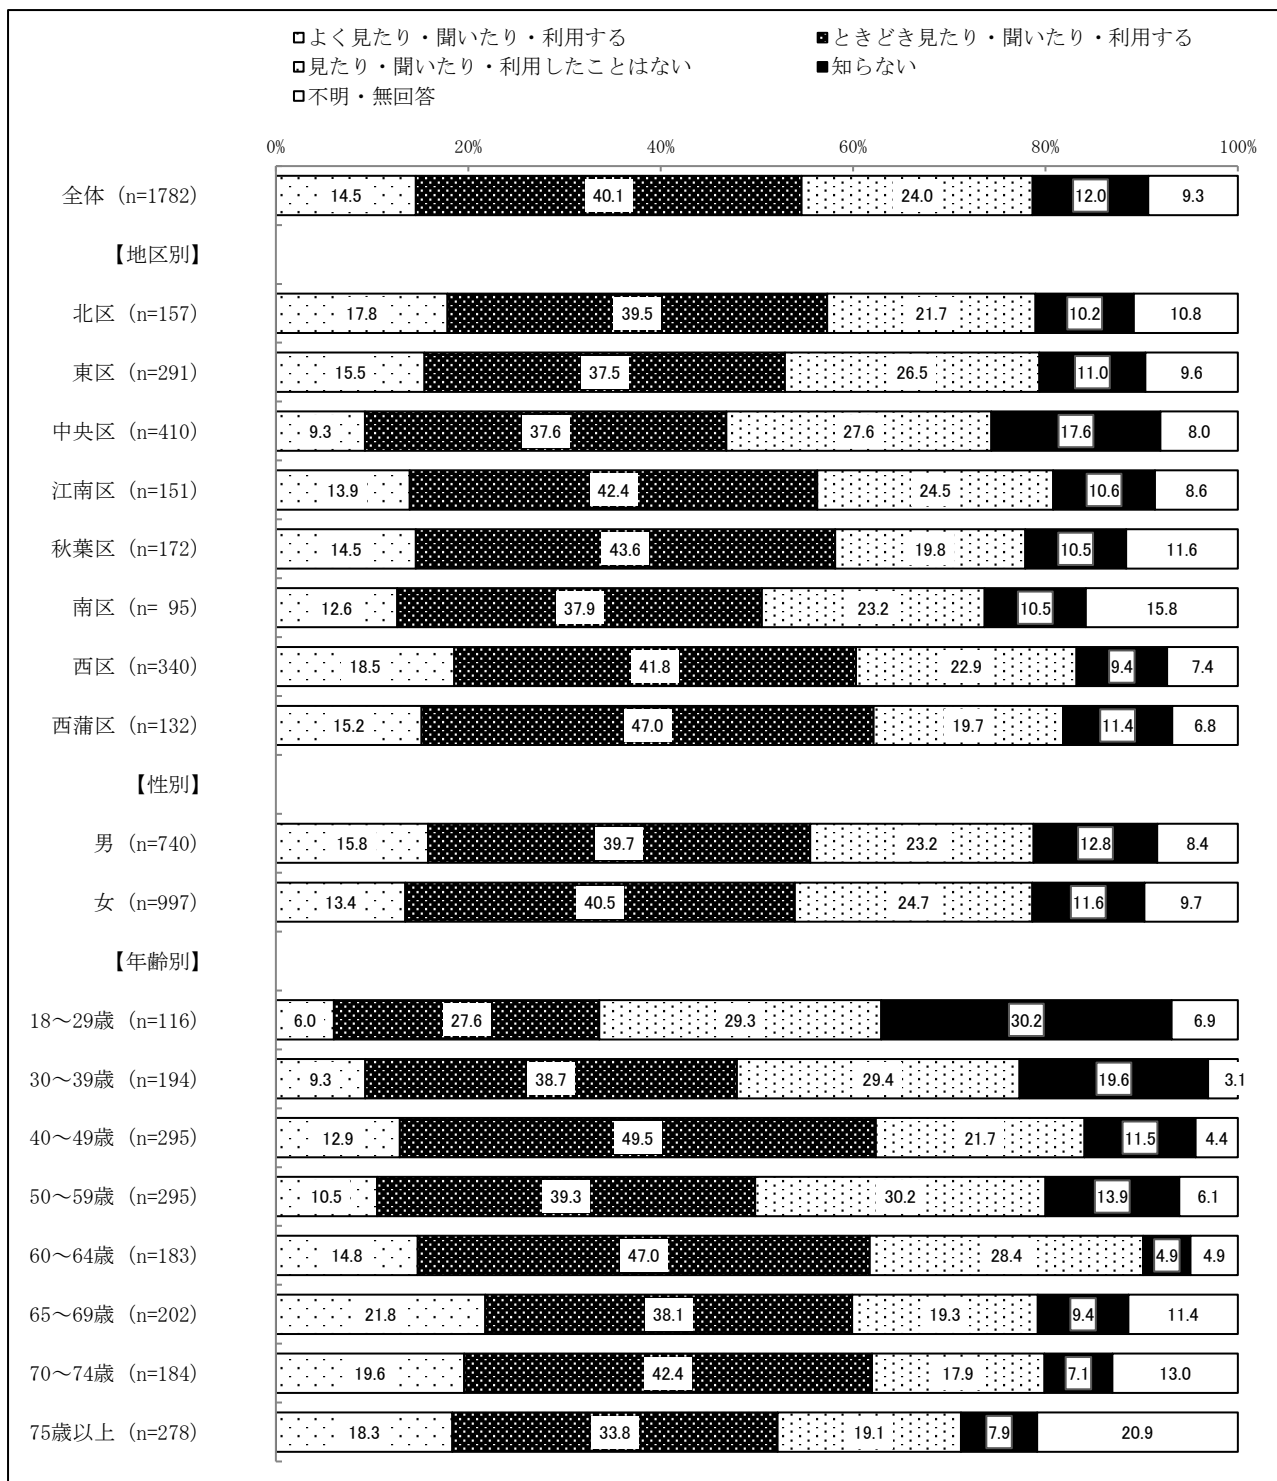 よく見たり・聞いたり・利用する ときどき見たり・聞いたり・利用する
見たり・聞いたり・利用したことはない 知らない
不明・無回答
0% 20% 40% 60% 80% 100%
全体 (n=1782) 14.5 40.1 24.0 12.0 9.3
【地区別】
北区 (n=157) 17.8 39.5 21.7 10.2 10.8
東区 (n=291) 15.5 37.5 26.5 11.0 9.6
中央区 (n=410) 9.3 37.6 27.6 17.6 8.0
江南区 (n=151) 13.9 42.4 24.5 10.6 8.6
秋葉区 (n=172) 14.5 43.6 19.8 10.5 11.6
南区 (n= 95) 12.6 37.9 23.2 10.5 15.8
西区 (n=340) 18.5 41.8 22.9 9.4 7.4
西蒲区 (n=132) 15.2 47.0 19.7 11.4 6.8
【性別】
男 (n=740) 15.8 39.7 23.2 12.8 8.4
女 (n=997) 13.4 40.5 24.7 11.6 9.7
【年齢別】
18～29歳 (n=116) 6.0 27.6 29.3 30.2 6.9
30～39歳 (n=194) 9.3 38.7 29.4 19.6 3.1
40～49歳 (n=295) 12.9 49.5 21.7 11.5 4.4
50～59歳 (n=295) 10.5 39.3 30.2 13.9 6.1
60～64歳 (n=183) 14.8 47.0 28.4 4.9 4.9
65～69歳 (n=202) 21.8 38.1 19.3 9.4 11.4
70～74歳 (n=184) 19.6 42.4 17.9 7.1 13.0
75歳以上 (n=278) 18.3 33.8 19.1 7.9 20.9